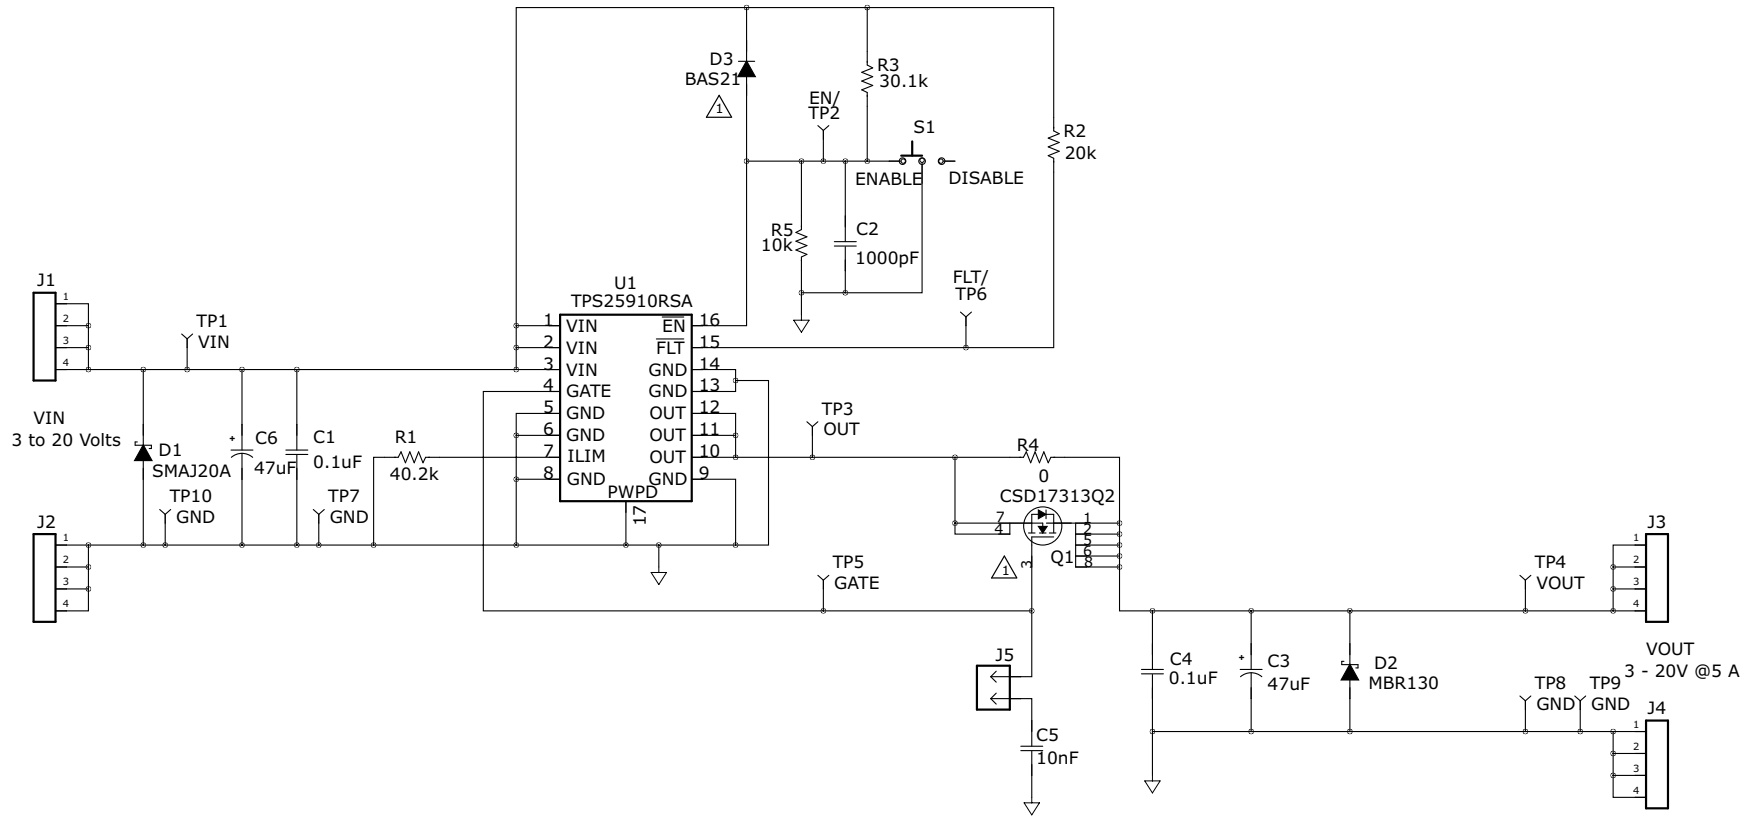 D3
BAS21
1
R3
30.1k
EN/
TP2
S1
ENABLE
DISABLE
R2
20k
R5
10k
C2
1000pF
FLT/
TP6
J1
1
2
3
4
TP1
VIN
VIN
3 to 20 Volts
D1
SMAJ20A
C6
+
47uF
C1
0.1uF
R1
40.2k
TP10
GND
TP7
GND
J2
1
2
3
4
U1
TPS25910RSA
1 VIN EN 16
2 VIN FLT 15
3 VIN GND 14
4 GATE GND 13
5 GND OUT 12
6 GND OUT 11
7 ILIM OUT 10
8 GND GND 9
PWPD
17
TP3
OUT
R4
0
CSD17313Q2
7
4
1
2
5
6
8
3
Q1
1
TP5
GATE
J5
C5
10nF
C4
0.1uF
+
C3
47uF
D2
MBR130
TP4
VOUT
TP8
GND
TP9
GND
J3
1
2
3
4
VOUT
3 - 20V @5 A
J4
1
2
3
4